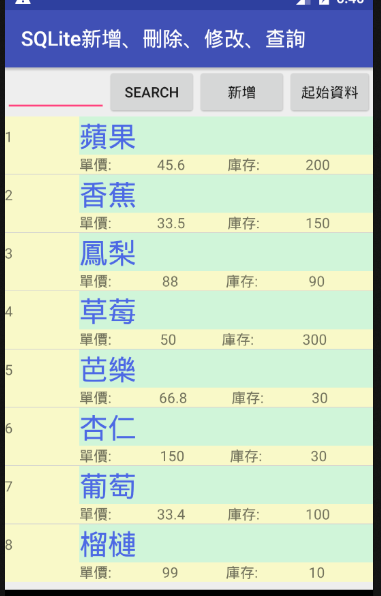 SQLite新增、刪除、修改、查詢
SEARCH 新增 起始資料
1 蘋果
單價: 45.6 庫存: 200
2 香蕉
單價: 33.5 庫存: 150
3 鳳梨
單價: 88 庫存: 90
4 草莓
單價: 50 庫存: 300
5 芭樂
單價: 66.8 庫存: 30
6 杏仁
單價: 150 庫存: 30
7 葡萄
單價: 33.4 庫存: 100
8 榴槤
單價: 99 庫存: 10